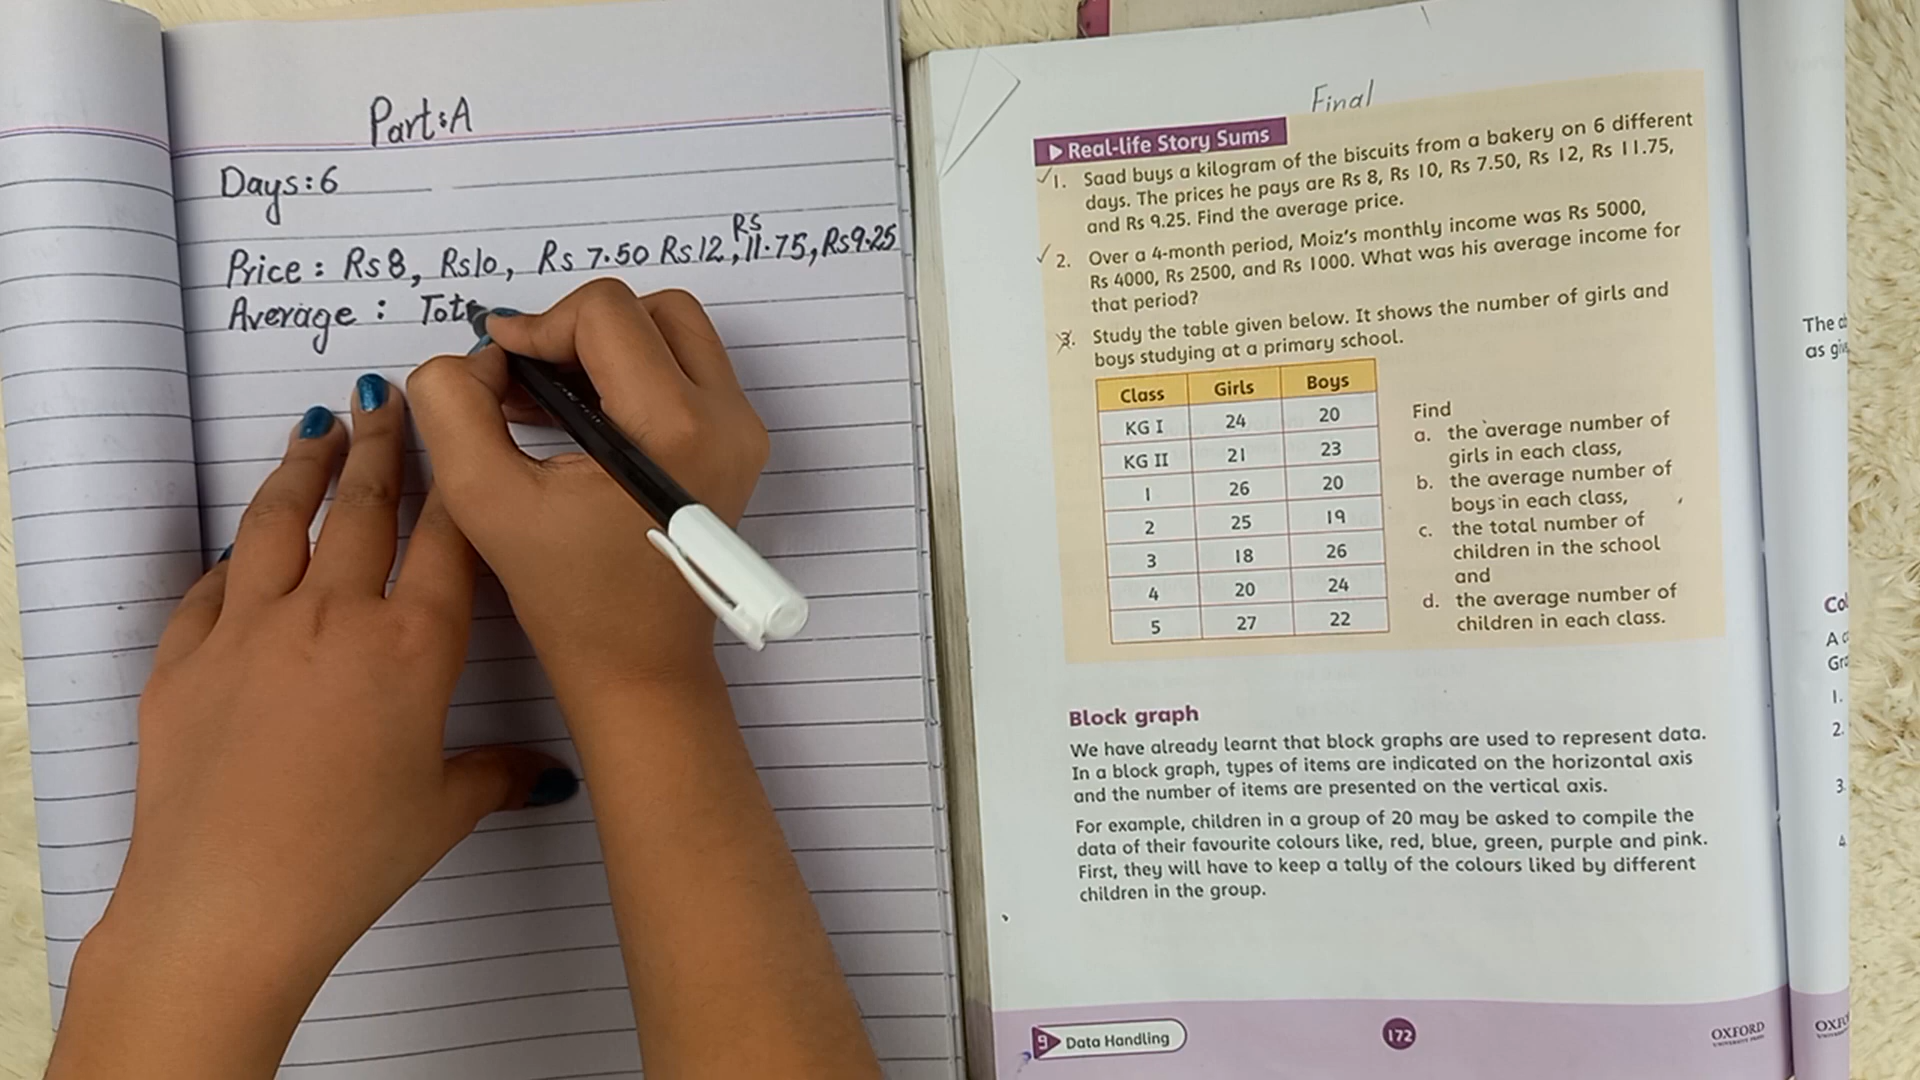 Part:A
Days:6
Price: Rs8, Rs10, Rs 7.50 Rs12, Rs 11.75, Rs9.25
Average: Tot
Final
Real-life Story Sums
1. Saad buys a kilogram of the biscuits from a bakery on 6 different
days. The prices he pays are Rs 8, Rs 10, Rs 7.50, Rs 12, Rs 11.75,
and Rs 9.25. Find the average price.
2. Over a 4-month period, Moiz's monthly income was Rs 5000,
Rs 4000, Rs 2500, and Rs 1000. What was his average income for
that period?
3. Study the table given below. It shows the number of girls and
boys studying at a primary school.
Class Girls Boys
KG I 24 20
KG II 21 23
1 26 20
2 25 19
3 18 26
4 20 24
5 27 22
Find
a. the average number of
girls in each class,
b. the average number of
boys in each class,
c. the total number of
children in the school
and
d. the average number of
children in each class.
Block graph
We have already learnt that block graphs are used to represent data.
In a block graph, types of items are indicated on the horizontal axis
and the number of items are presented on the vertical axis.
For example, children in a group of 20 may be asked to compile the
data of their favourite colours like, red, blue, green, purple and pink.
First, they will have to keep a tally of the colours liked by different
children in the group.
9 Data Handling
172
OXFORD
UNIVERSITY PRESS
The
as
1.
2.
3.
4